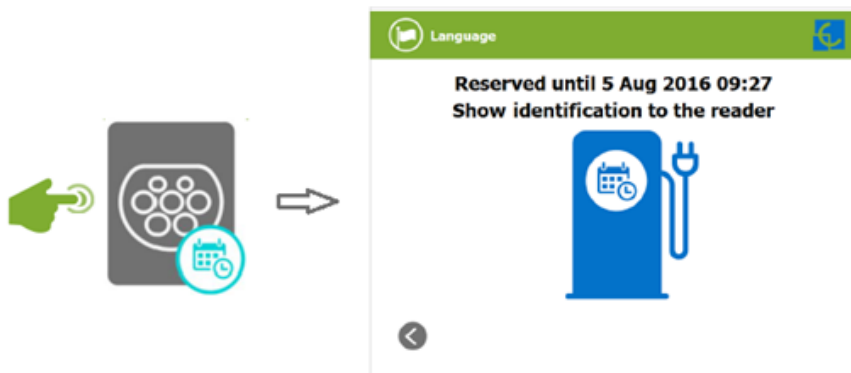 Language
Reserved until 5 Aug 2016 09:27
Show identification to the reader